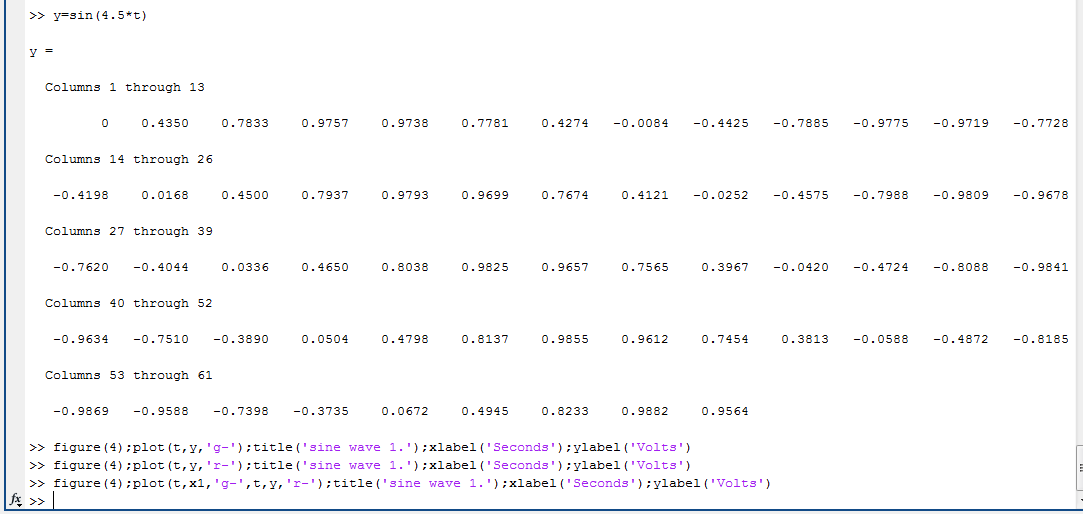 >> y=sin(4.5*t)
y =
Columns 1 through 13
0 0.4350 0.7833 0.9757 0.9738 0.7781 0.4274 -0.0084 -0.4425 -0.7885 -0.9775 -0.9719 -0.7728
Columns 14 through 26
-0.4198 0.0168 0.4500 0.7937 0.9793 0.9699 0.7674 0.4121 -0.0252 -0.4575 -0.7988 -0.9809 -0.9678
Columns 27 through 39
-0.7620 -0.4044 0.0336 0.4650 0.8038 0.9825 0.9657 0.7565 0.3967 -0.0420 -0.4724 -0.8088 -0.9841
Columns 40 through 52
-0.9634 -0.7510 -0.3890 0.0504 0.4798 0.8137 0.9855 0.9612 0.7454 0.3813 -0.0588 -0.4872 -0.8185
Columns 53 through 61
-0.9869 -0.9588 -0.7398 -0.3735 0.0672 0.4945 0.8233 0.9882 0.9564
>> figure(4);plot(t,y,'g-');title('sine wave 1.');xlabel('Seconds');ylabel('Volts')
>> figure(4);plot(t,y,'r-');title('sine wave 1.');xlabel('Seconds');ylabel('Volts')
>> figure(4);plot(t,x1,'g-',t,y,'r-');title('sine wave 1.');xlabel('Seconds');ylabel('Volts')
fx >>